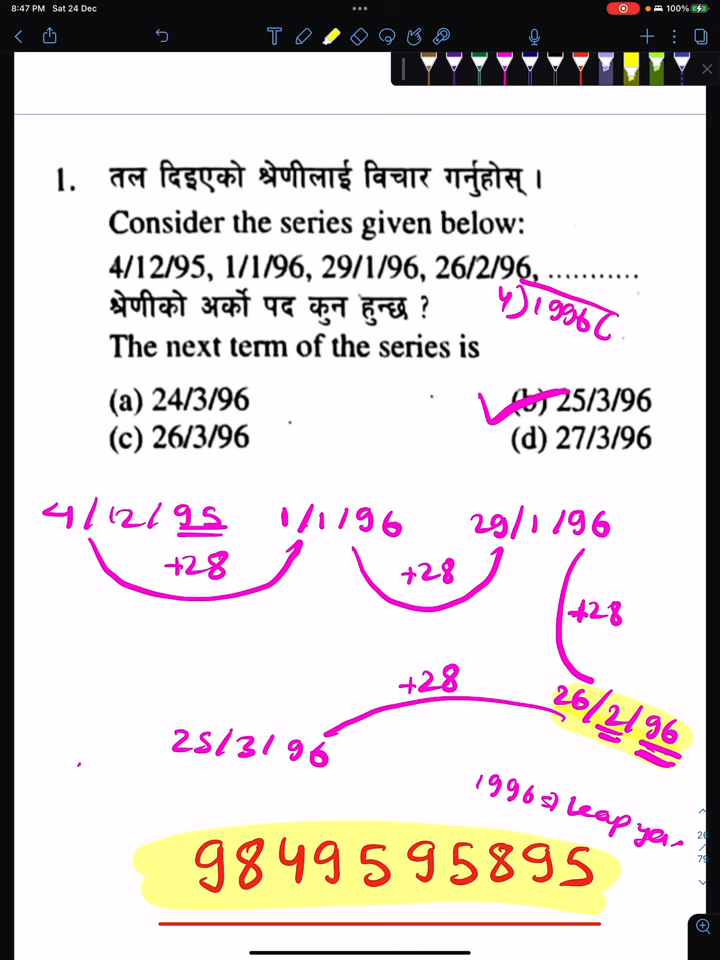 8:47 PM Sat 24 Dec
100%
1. तल दिइएको श्रेणीलाई विचार गर्नुहोस् ।
Consider the series given below:
4/12/95, 1/1/96, 29/1/96, 26/2/96, ...........
4)1996(
श्रेणीको अर्को पद कुन हुन्छ ?
The next term of the series is
(a) 24/3/96
(b) 25/3/96
(c) 26/3/96
(d) 27/3/96
4/12/95 1/1/96 29/1/96
+28 +28 +28
+28
26/2/96
25/3/96
1996 ⇒ Leap year
9849595895